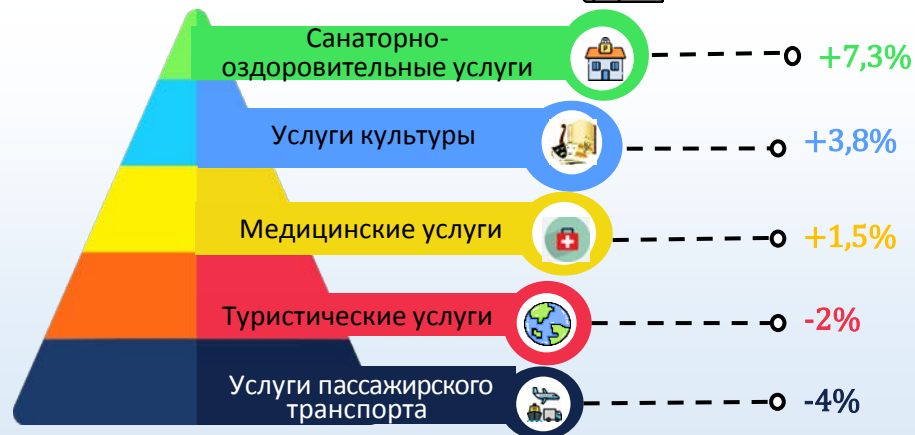 Санаторно-
оздоровительные услуги
+7,3%
Услуги культуры
+3,8%
Медицинские услуги
+1,5%
Туристические услуги
-2%
Услуги пассажирского
транспорта
-4%